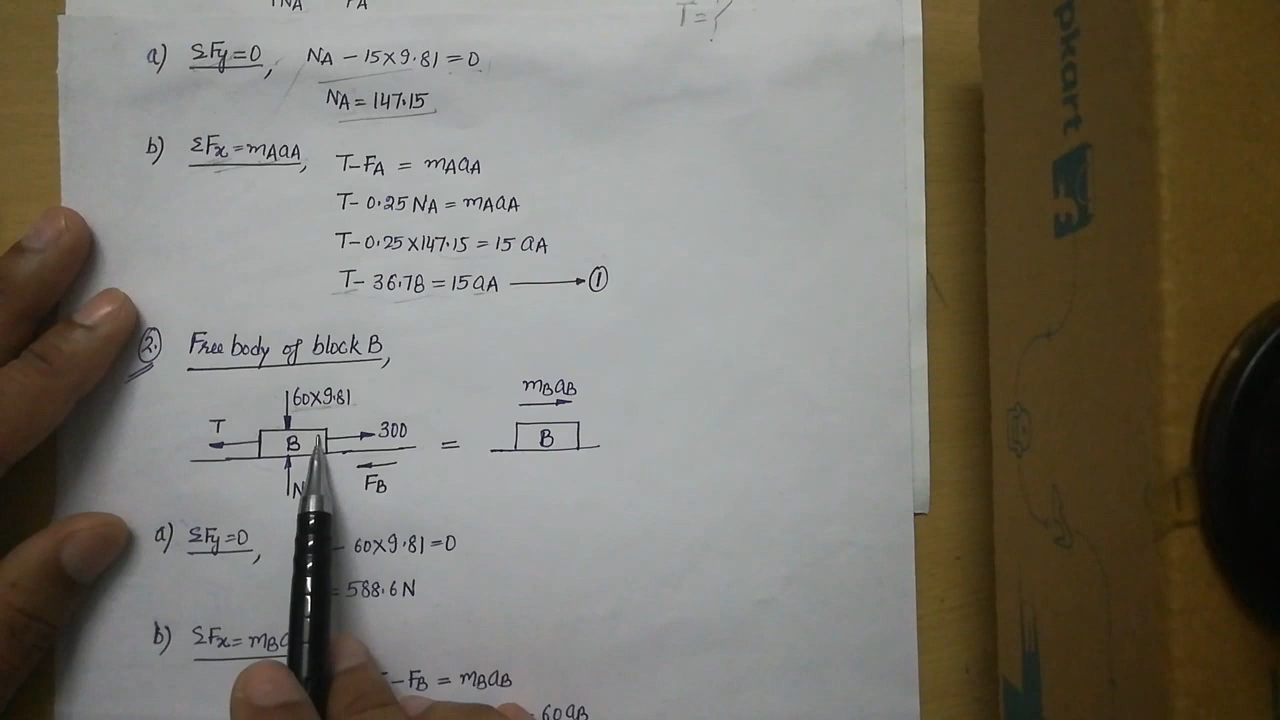 T = ?
a) ΣFy=0, NA – 15×9.81 = 0
NA = 147.15
b) ΣFx = mAaA, T–FA = mAaA
T– 0.25 NA = mAaA
T– 0.25×147.15 = 15 aA
T– 36.78 = 15aA → ①
②. Free body of block B,
60×9.81
mBaB
T
B
300
=
B
N
FB
a) ΣFy=0, – 60×9.81 = 0
= 588.6 N
b) ΣFx = mB
–FB = mBaB
= 60aB
pkart